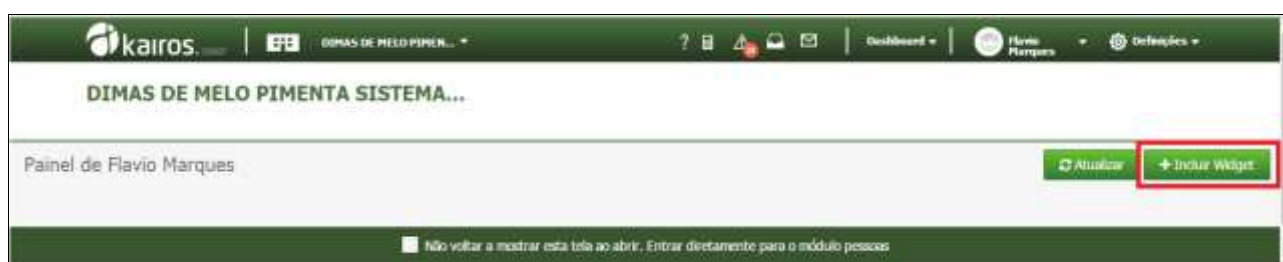 kairos.
DIMAS DE MELO PIMEN...
?
Dashboard
Flavio Marques
Definições
DIMAS DE MELO PIMENTA SISTEMA...
Painel de Flavio Marques
Atualizar
+Incluir Widget
Não voltar a mostrar esta tela ao abrir. Entrar diretamente para o módulo pessoas